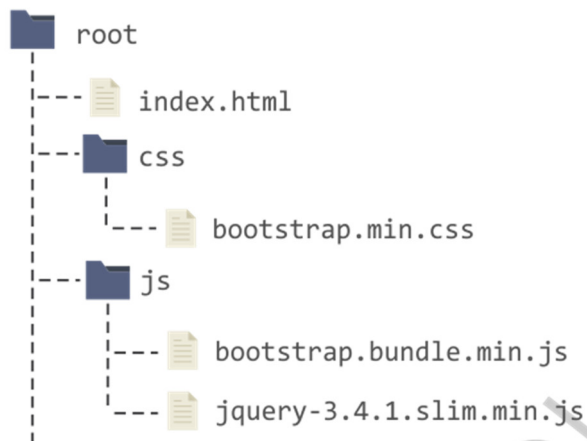 root
index.html
css
bootstrap.min.css
js
bootstrap.bundle.min.js
jquery-3.4.1.slim.min.js